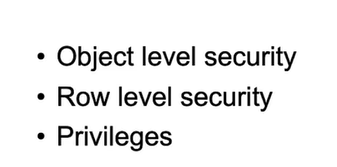 • Object level security
• Row level security
• Privileges